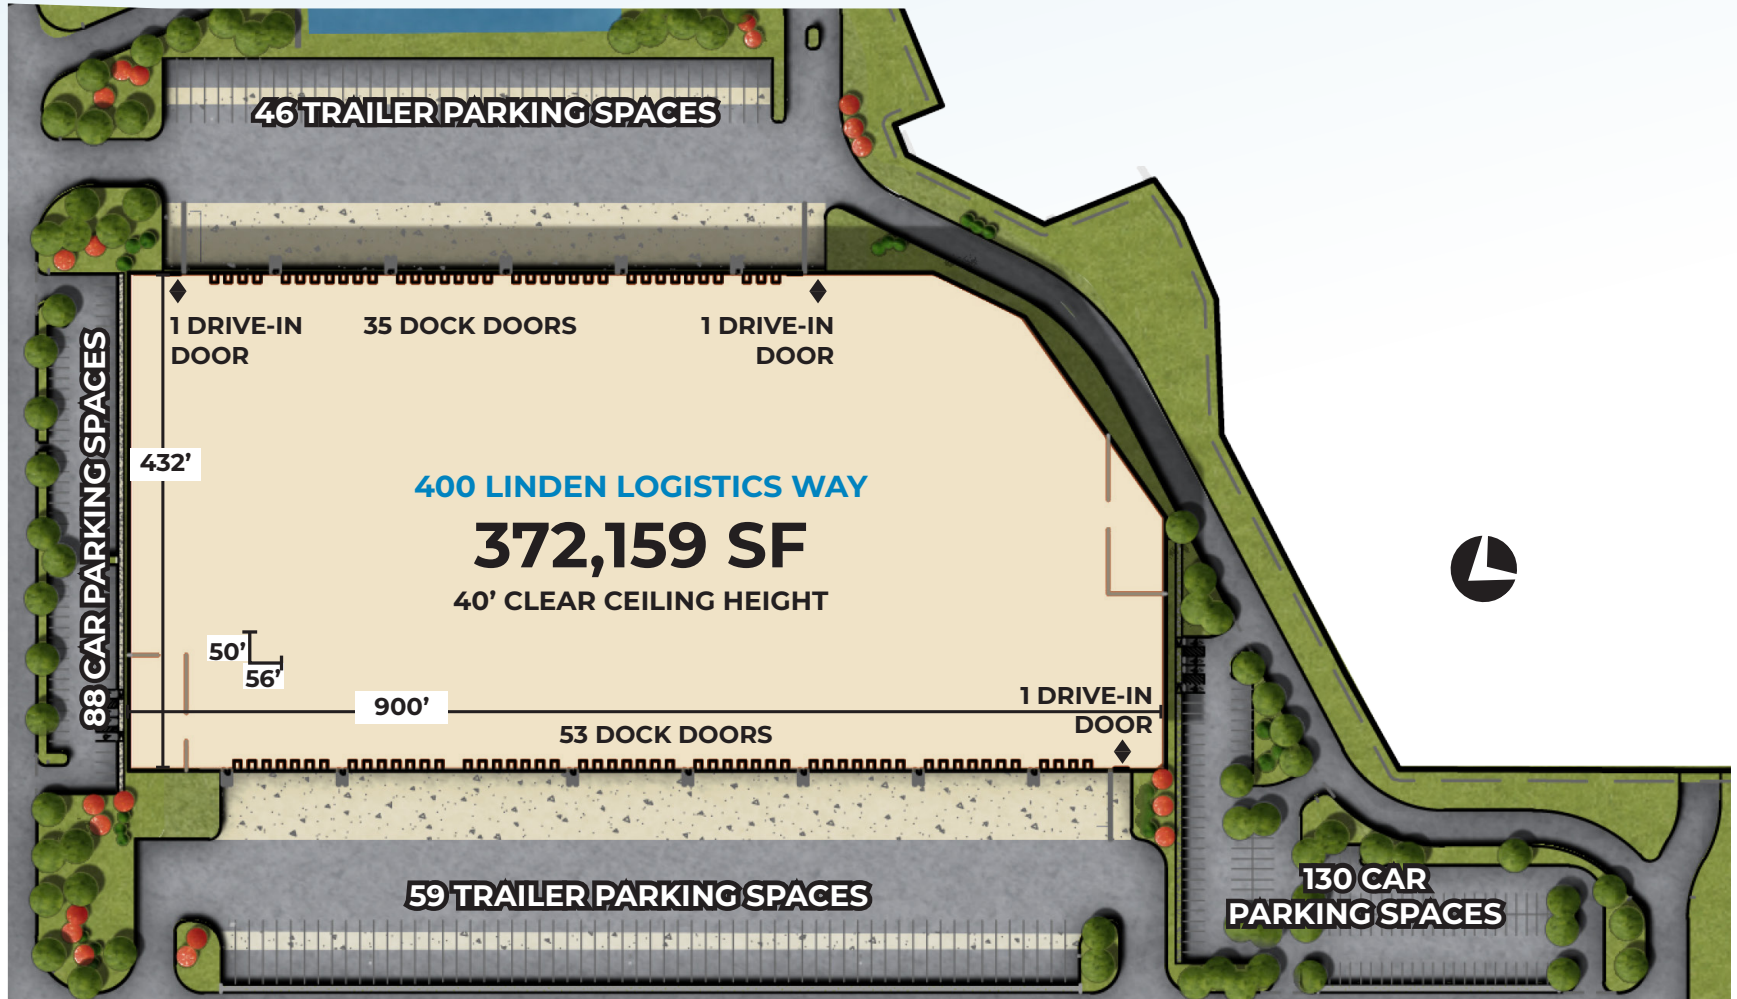 46 TRAILER PARKING SPACES
1 DRIVE-IN
DOOR
35 DOCK DOORS
1 DRIVE-IN
DOOR
88 CAR PARKING SPACES
432’
400 LINDEN LOGISTICS WAY
372,159 SF
40’ CLEAR CEILING HEIGHT
50’
56’
900’
1 DRIVE-IN
DOOR
53 DOCK DOORS
59 TRAILER PARKING SPACES
130 CAR
PARKING SPACES